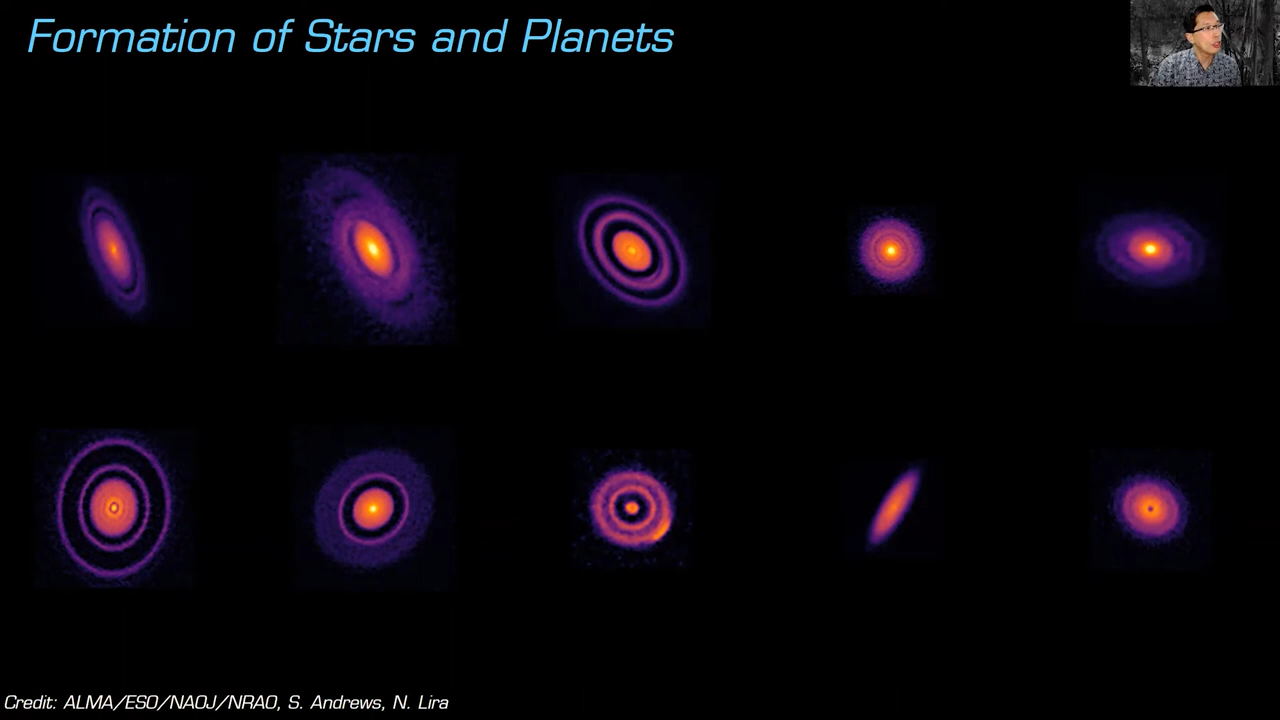 Formation of Stars and Planets
Credit: ALMA/ESO/NAOJ/NRAO, S. Andrews, N. Lira